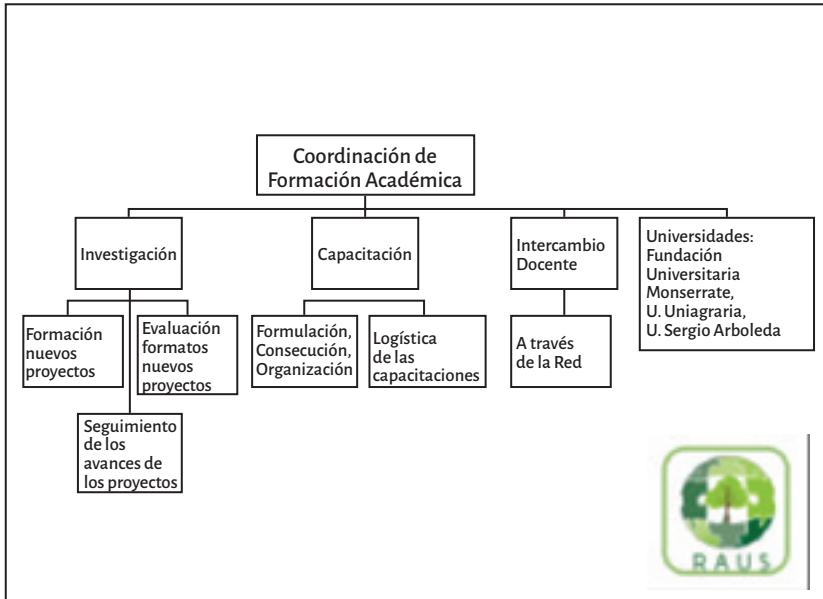 Coordinación de
Formación Académica
Investigación
Capacitación
Intercambio
Docente
Universidades:
Fundación
Universitaria
Monserrate,
U. Uniagraria,
U. Sergio Arboleda
Formación
nuevos
proyectos
Evaluación
formatos
nuevos
proyectos
Formulación,
Consecución,
Organización
Logística
de las
capacitaciones
A través
de la Red
Seguimiento
de los
avances de
los proyectos
RAUS